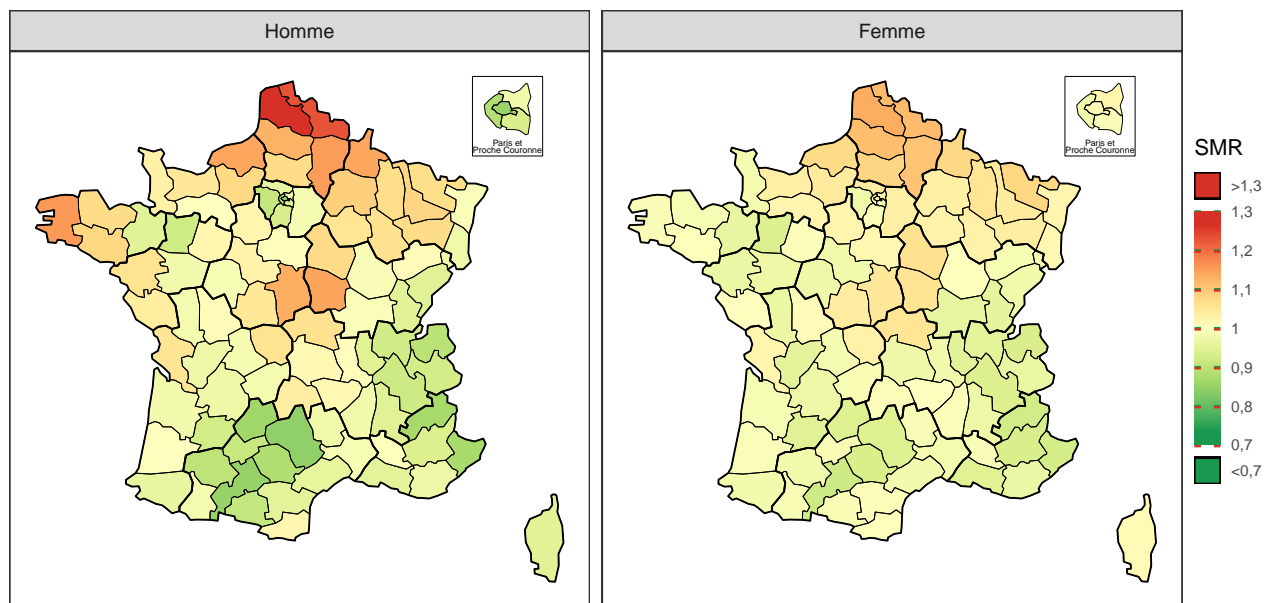 Homme
Femme
Paris et
Proche Couronne
Paris et
Proche Couronne
SMR
>1,3
1,3
1,2
1,1
1
0,9
0,8
0,7
<0,7